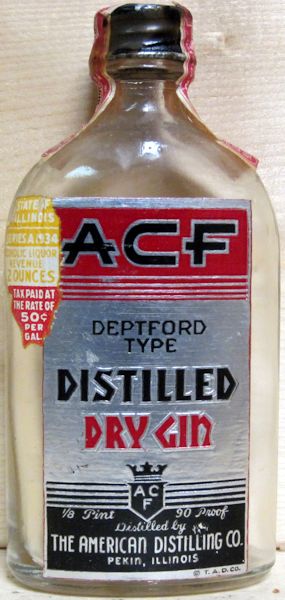 STATE OF
ILLINOIS
SERIES A 1934
ALCOHOLIC LIQUOR
REVENUE
2 OUNCES
TAX PAID AT
THE RATE OF
50¢
PER
GAL.
ACF
DEPTFORD
TYPE
DISTILLED
DRY GIN
A C
F
1/8 Pint 90 Proof
Distilled by
THE AMERICAN DISTILLING CO.
PEKIN, ILLINOIS
© T.A.D.CO.